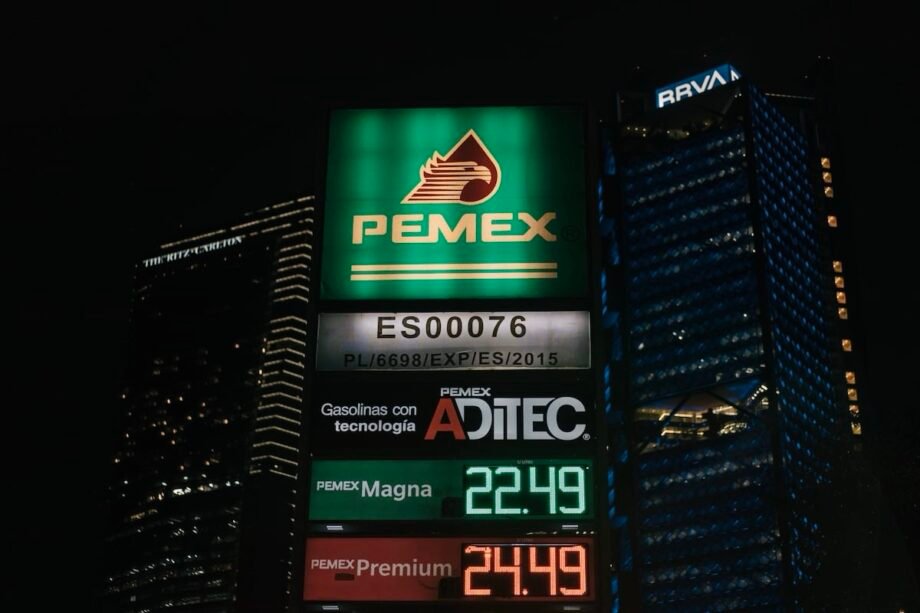 BBVA
THE RITZ-CARLTON
PEMEX®
ES00076
PL/6698/EXP/ES/2015
Gasolinas con
tecnología
PEMEX
ADITEC®
PEMEX Magna
22.49
PEMEX Premium
24.49